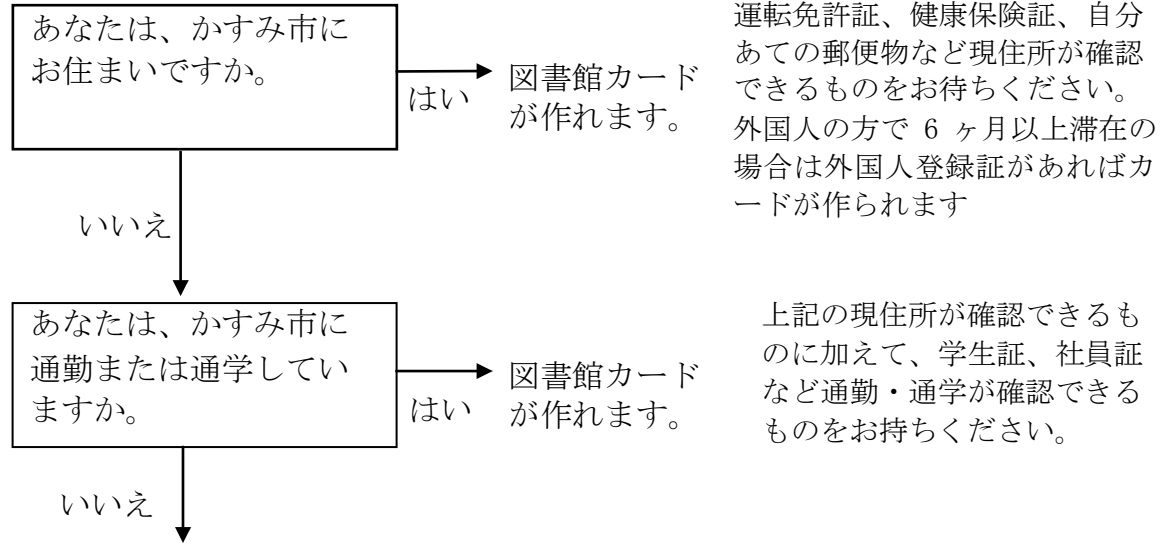 あなたは、かすみ市に
お住まいですか。
はい
図書館カード
が作れます。
運転免許証、健康保険証、自分
あての郵便物など現住所が確認
できるものをお待ちください。
外国人の方で 6 ヶ月以上滞在の
場合は外国人登録証があればカ
ードが作られます
いいえ
あなたは、かすみ市に
通勤または通学してい
ますか。
はい
図書館カード
が作れます。
上記の現住所が確認できるも
のに加えて、学生証、社員証
など通勤・通学が確認できる
ものをお持ちください。
いいえ